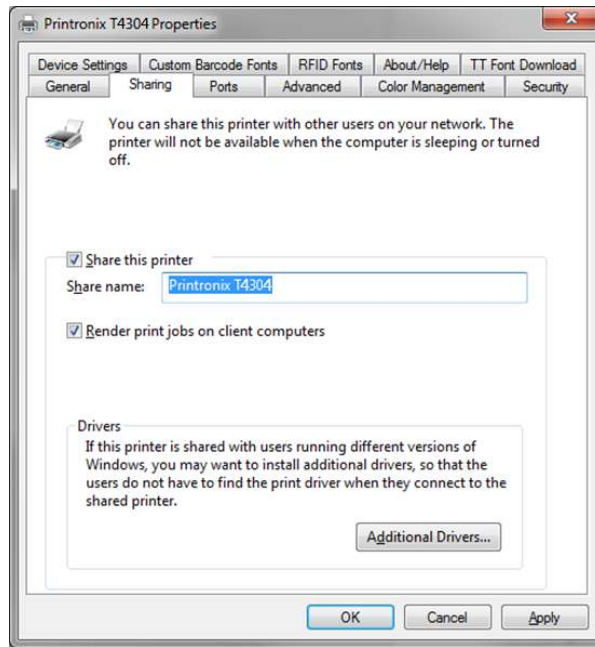 Printronix T4304 Properties
Device Settings Custom Barcode Fonts RFID Fonts About/Help TT Font Download
General Sharing Ports Advanced Color Management Security
You can share this printer with other users on your network. The
printer will not be available when the computer is sleeping or turned
off.
Share this printer
Share name: Printronix T4304
Render print jobs on client computers
Drivers
If this printer is shared with users running different versions of
Windows, you may want to install additional drivers, so that the
users do not have to find the print driver when they connect to the
shared printer.
Additional Drivers...
OK Cancel Apply